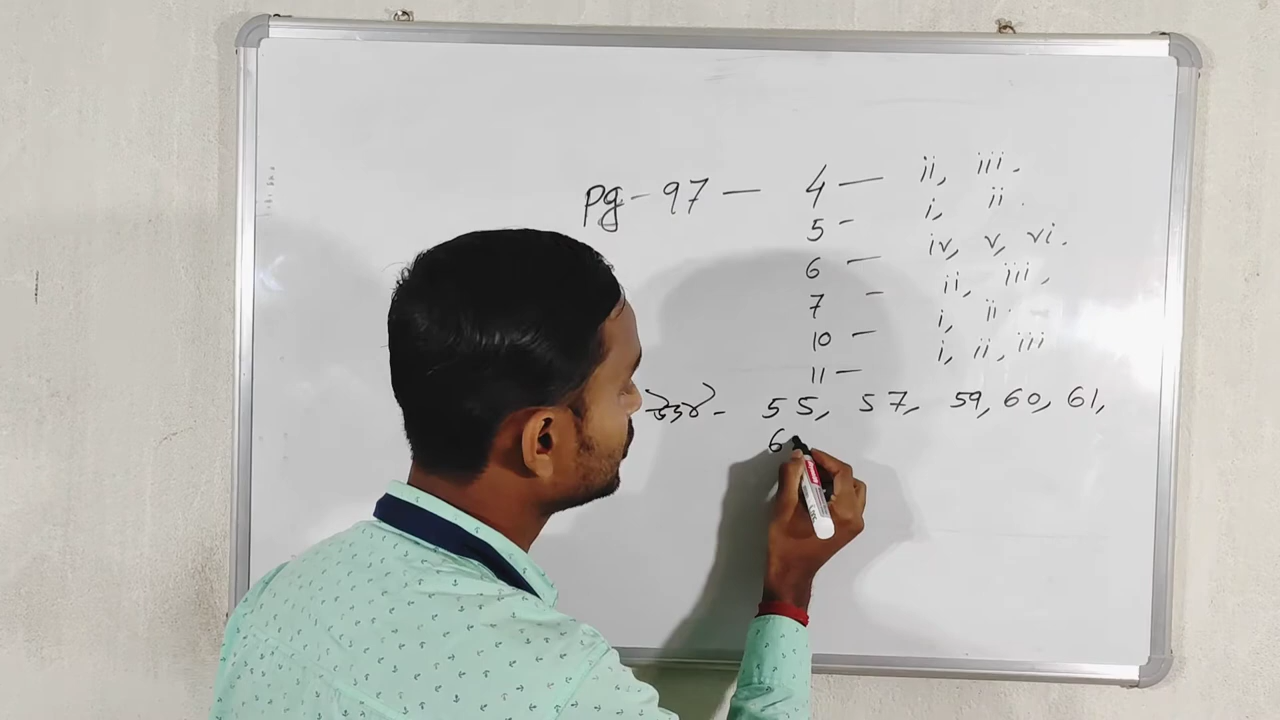 pg - 97 — 4 — ii, iii.
5 - i, ii.
6 — iv, v, vi.
7 - ii, iii,
10 - i, ii.
11 — i, ii, iii
55, 57, 59, 60, 61,
6